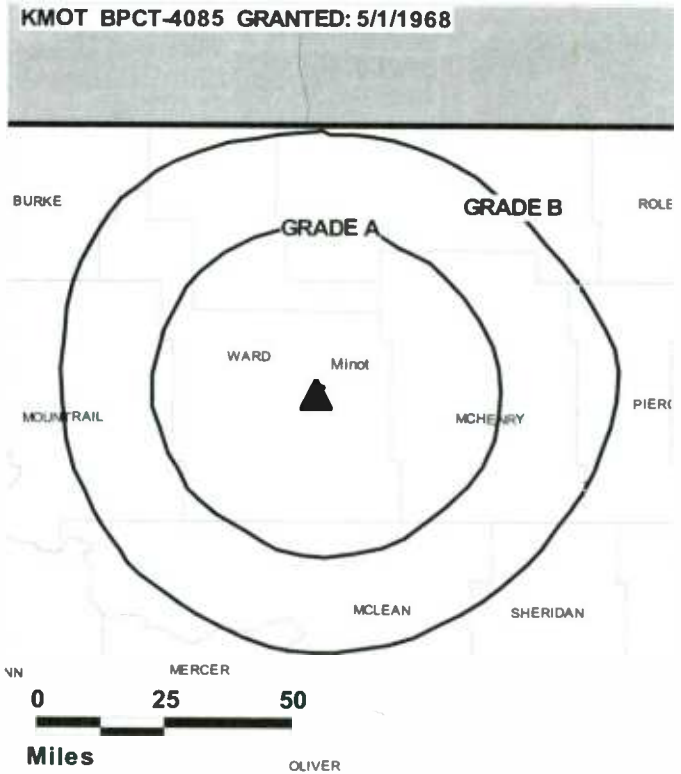 KMOT BPCT-4085 GRANTED: 5/1/1968
BURKE
GRADE B
ROLE
GRADE A
WARD
Minot
MOUNTRAIL
MCHENRY
PIERC
MCLEAN
SHERIDAN
NN
MERCER
0 25 50
Miles
OLIVER